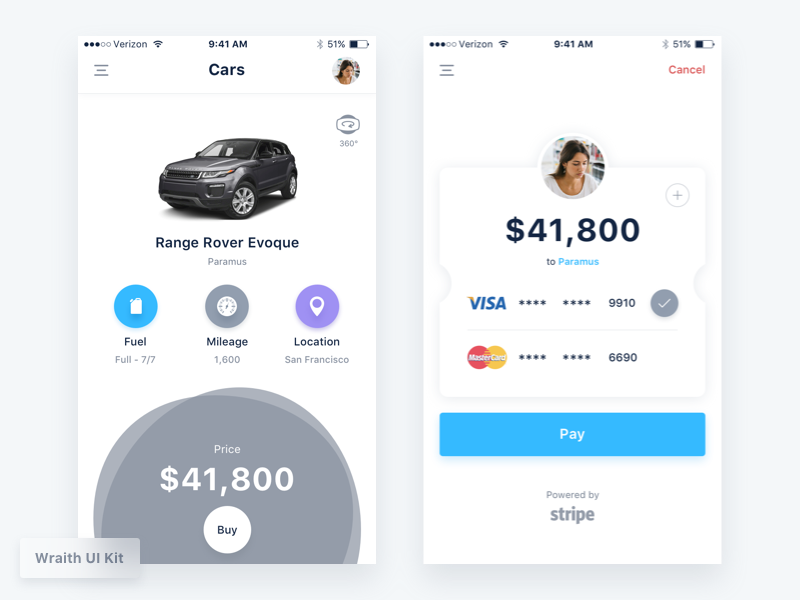 Verizon 9:41 AM 51%
Cars
360°
Range Rover Evoque
Paramus
Fuel Mileage Location
Full - 7/7 1,600 San Francisco
Price
$41,800
Buy
Wraith UI Kit
Verizon 9:41 AM 51%
Cancel
$41,800
to Paramus
VISA **** **** 9910
MasterCard **** **** 6690
Pay
Powered by
stripe